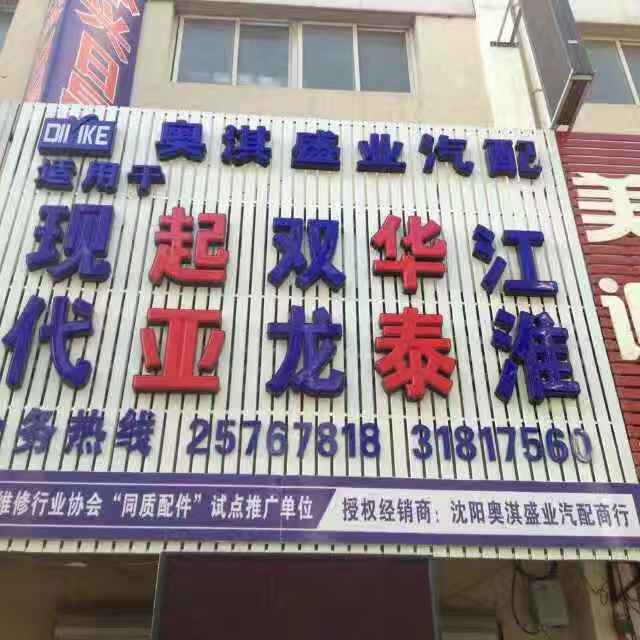 奥淇盛业汽配
适用于
现 起 双 华 江
代 亚 龙 泰 淮
务热线 25767818 31817560
维修行业协会“同质配件”试点推广单位
授权经销商：沈阳奥淇盛业汽配商行
美